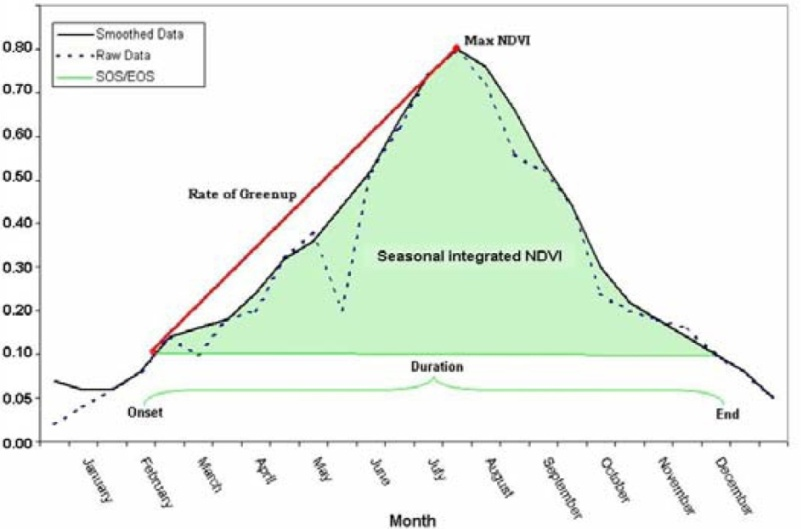 Smoothed Data
Raw Data
SOS/EOS
Max NDVI
0.80
0.70
0.60
0.50
0.40
0.30
0.20
0.10
0.05
0.00
Rate of Greenup
Seasonal Integrated NDVI
Duration
Onset
End
January
February
March
April
May
June
July
August
September
October
November
December
Month